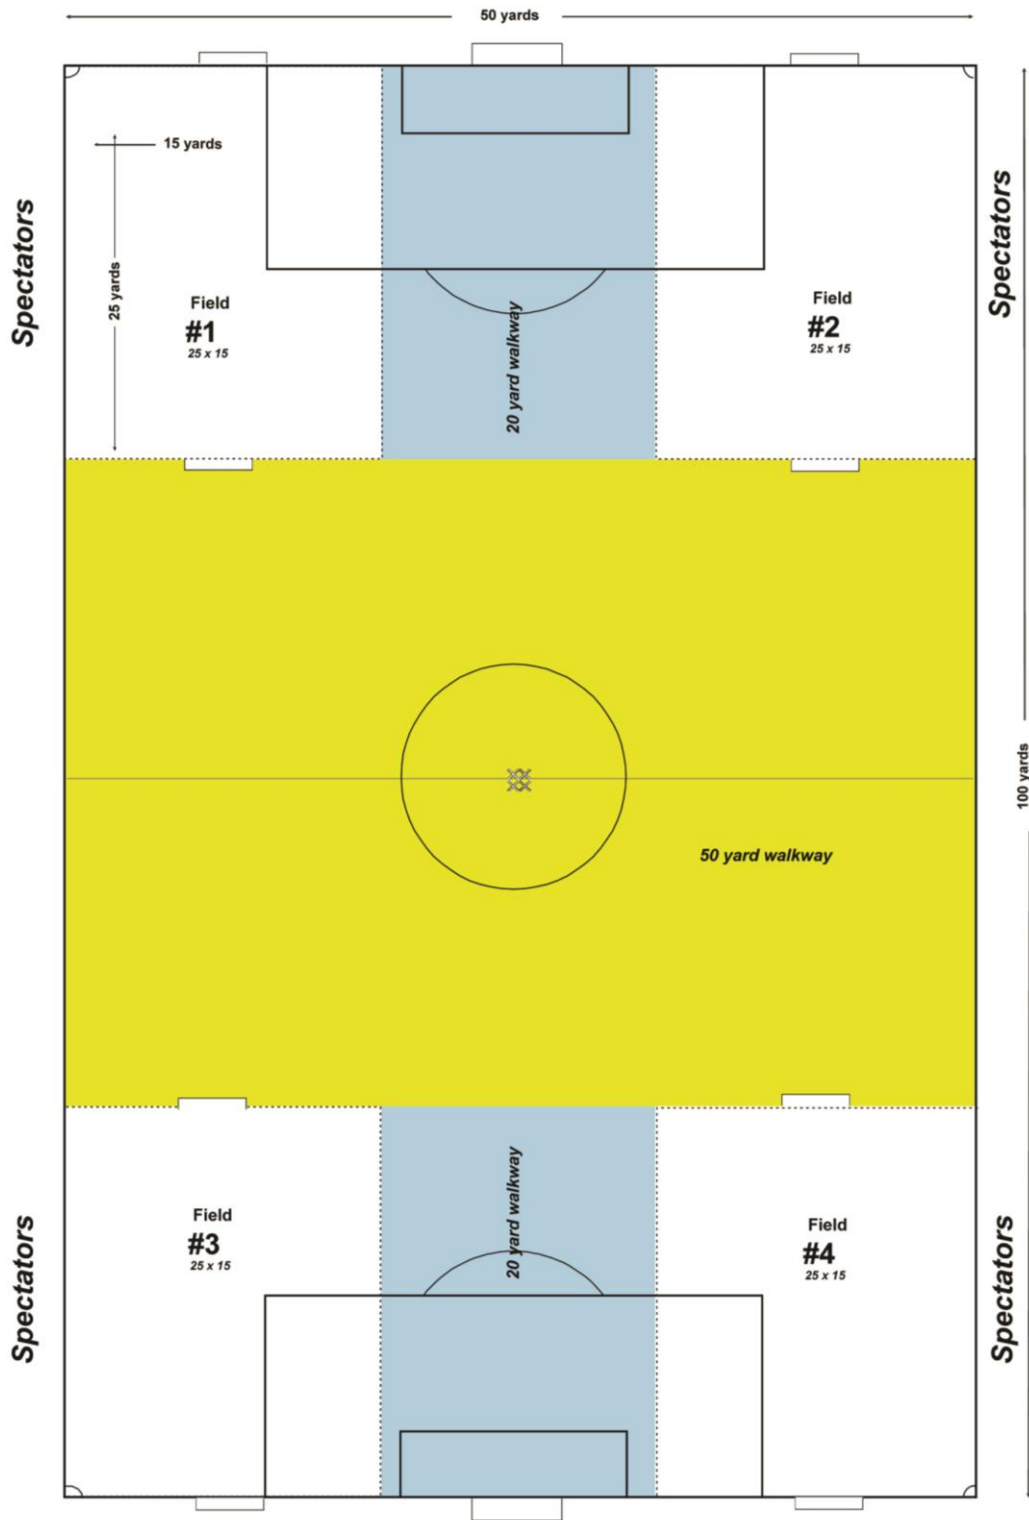 50 yards
15 yards
25 yards
Spectators
Spectators
Field
#1
25 x 15
Field
#2
25 x 15
20 yard walkway
100 yards
50 yard walkway
20 yard walkway
Field
#3
25 x 15
Field
#4
25 x 15
Spectators
Spectators